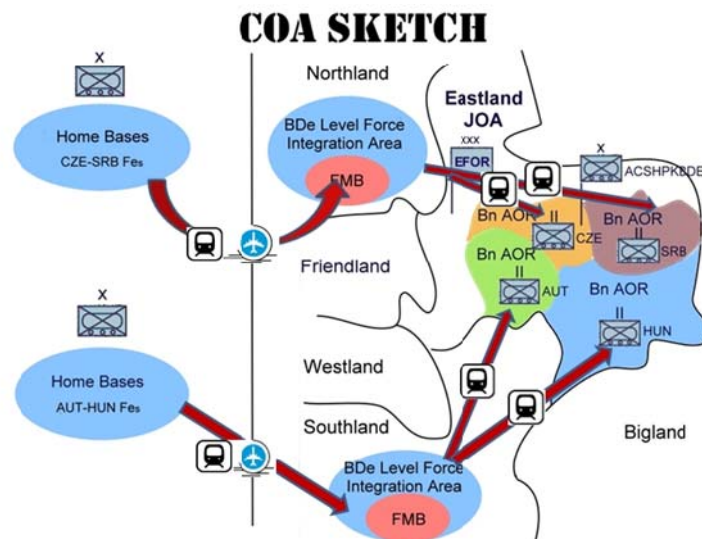 COA SKETCH
X
Home Bases
CZE-SRB Fes
Northland
BDe Level Force
Integration Area
FMB
Eastland
JOA
XXX
EFOR
X
ACSHPKBDE
Bn AOR
II
CZE
Bn AOR
II
SRB
Bn AOR
II
AUT
Bn AOR
II
HUN
Friendland
Westland
X
Home Bases
AUT-HUN Fes
Southland
BDe Level Force
Integration Area
FMB
Bigland